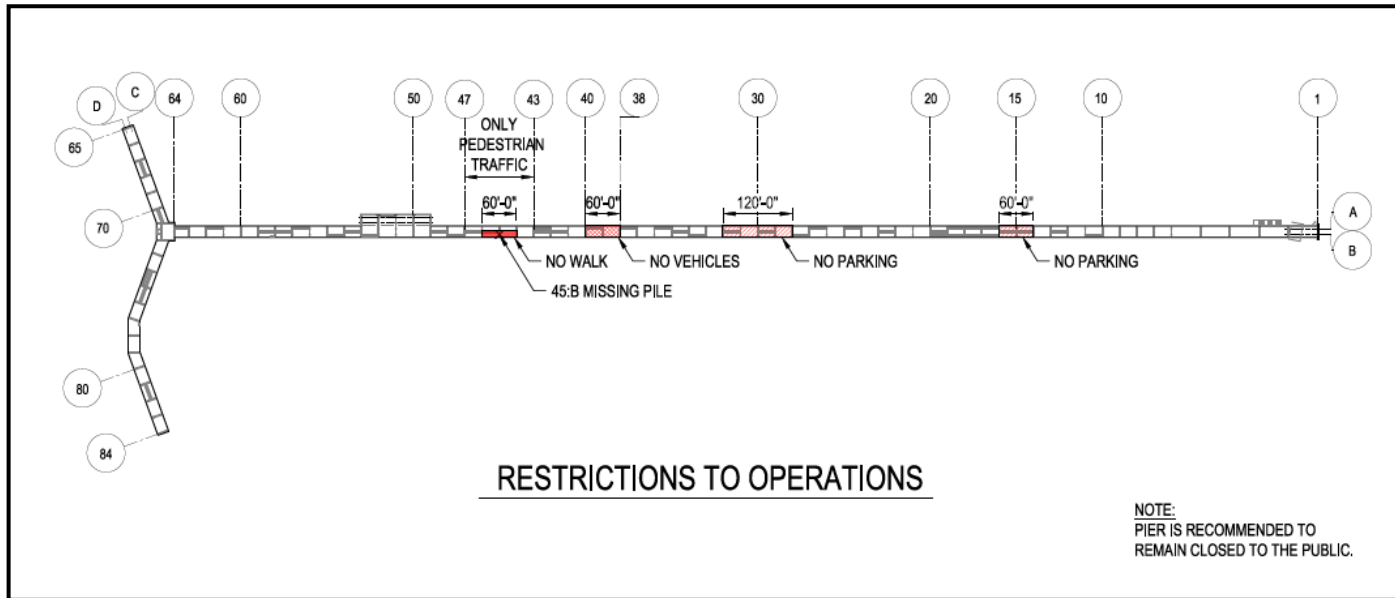 D
C
64
60
50
47
43
40
38
30
20
15
10
1
65
ONLY
PEDESTRIAN
TRAFFIC
60'-0"
60'-0"
120'-0"
60'-0"
70
A
B
NO WALK
NO VEHICLES
NO PARKING
NO PARKING
45:B MISSING PILE
80
84
RESTRICTIONS TO OPERATIONS
NOTE:
PIER IS RECOMMENDED TO
REMAIN CLOSED TO THE PUBLIC.